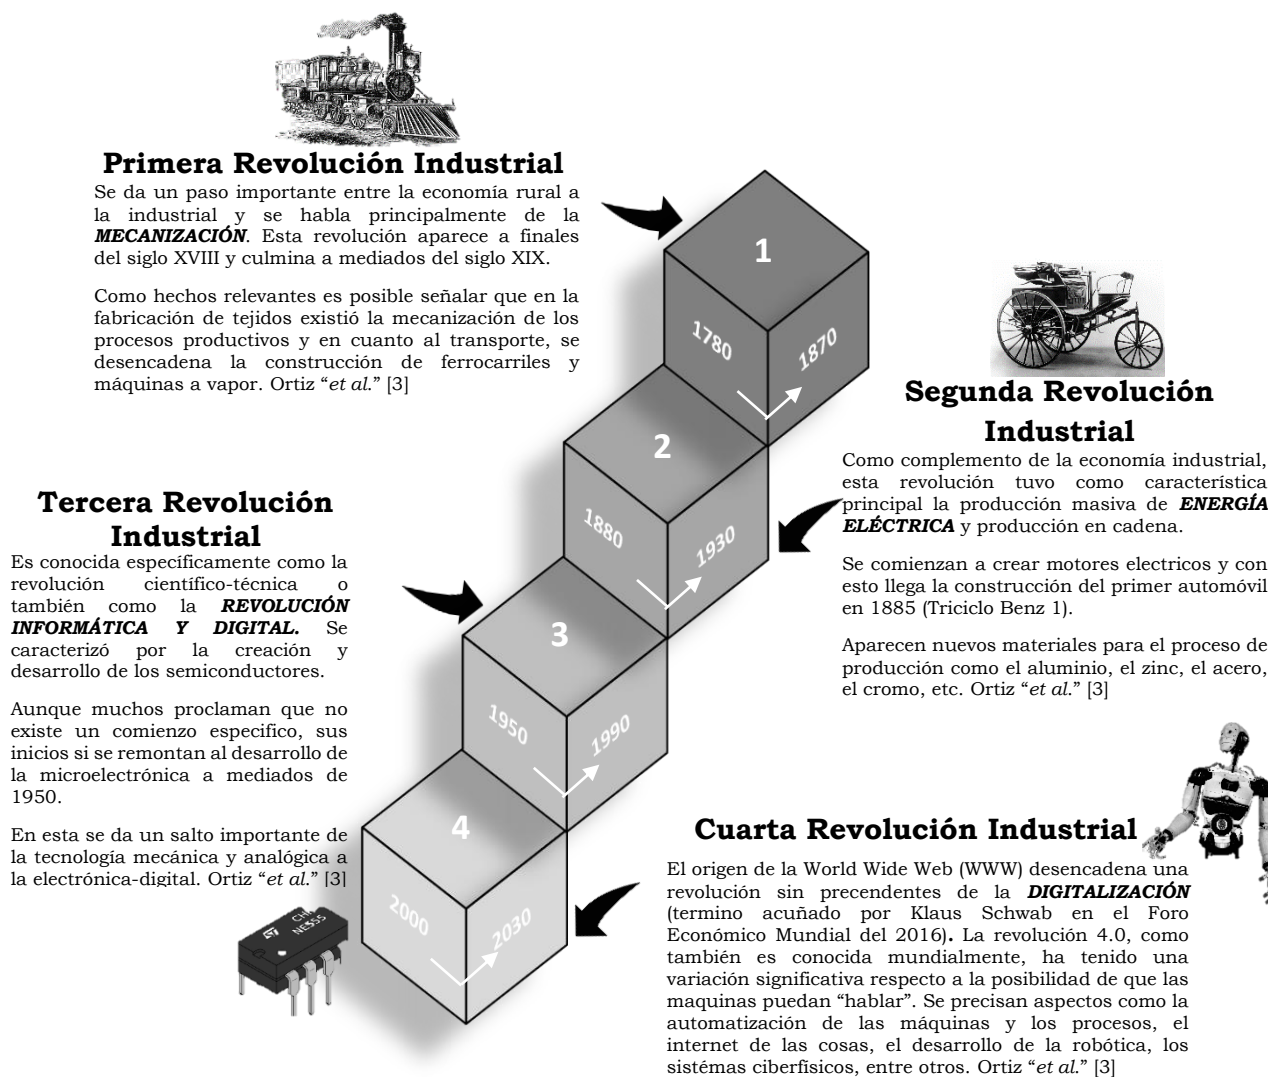 Primera Revolución Industrial
Se da un paso importante entre la economía rural a
la industrial y se habla principalmente de la
MECANIZACIÓN. Esta revolución aparece a finales
del siglo XVIII y culmina a mediados del siglo XIX.
Como hechos relevantes es posible señalar que en la
fabricación de tejidos existió la mecanización de los
procesos productivos y en cuanto al transporte, se
desencadena la construcción de ferrocarriles y
máquinas a vapor. Ortiz “et al.” [3]
1
1780
1870
Segunda Revolución
Industrial
Como complemento de la economía industrial,
esta revolución tuvo como característica
principal la producción masiva de ENERGÍA
ELÉCTRICA y producción en cadena.
Se comienzan a crear motores electricos y con
esto llega la construcción del primer automóvil
en 1885 (Triciclo Benz 1).
Aparecen nuevos materiales para el proceso de
producción como el aluminio, el zinc, el acero,
el cromo, etc. Ortiz “et al.” [3]
2
1880
1930
Tercera Revolución
Industrial
Es conocida específicamente como la
revolución científico-técnica o
también como la REVOLUCIÓN
INFORMÁTICA Y DIGITAL. Se
caracterizó por la creación y
desarrollo de los semiconductores.
Aunque muchos proclaman que no
existe un comienzo especifico, sus
inicios si se remontan al desarrollo de
la microelectrónica a mediados de
1950.
En esta se da un salto importante de
la tecnología mecánica y analógica a
la electrónica-digital. Ortiz “et al.” [3]
3
1950
1990
CHN
NE555
4
2000
2030
Cuarta Revolución Industrial
El origen de la World Wide Web (WWW) desencadena una
revolución sin precendentes de la DIGITALIZACIÓN
(termino acuñado por Klaus Schwab en el Foro
Económico Mundial del 2016). La revolución 4.0, como
también es conocida mundialmente, ha tenido una
variación significativa respecto a la posibilidad de que las
maquinas puedan “hablar”. Se precisan aspectos como la
automatización de las máquinas y los procesos, el
internet de las cosas, el desarrollo de la robótica, los
sistémas ciberfísicos, entre otros. Ortiz “et al.” [3]